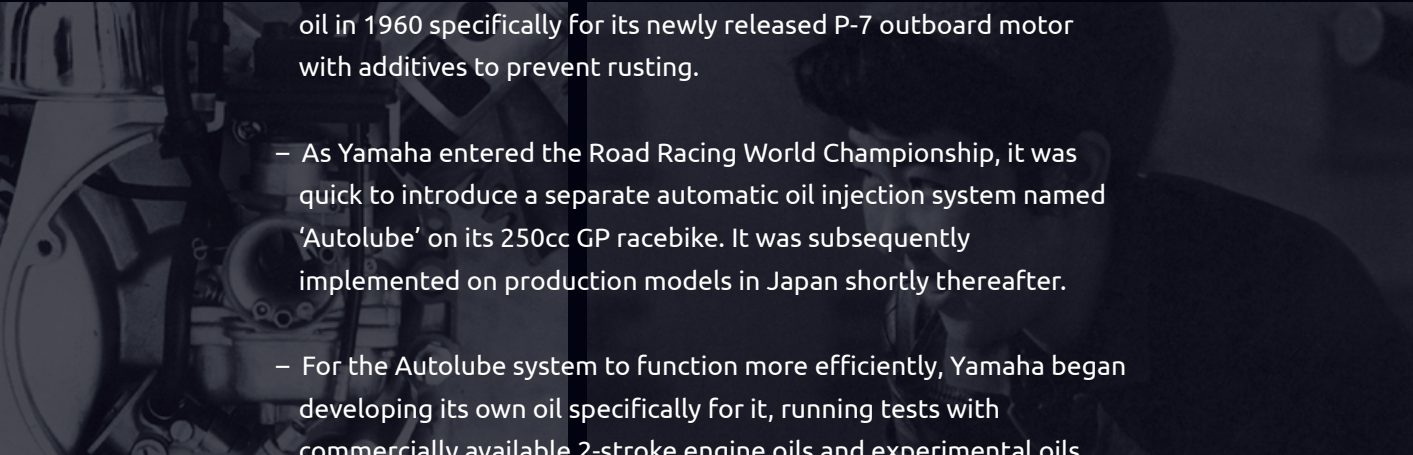 oil in 1960 specifically for its newly released P-7 outboard motor
with additives to prevent rusting.
– As Yamaha entered the Road Racing World Championship, it was
quick to introduce a separate automatic oil injection system named
‘Autolube’ on its 250cc GP racebike. It was subsequently
implemented on production models in Japan shortly thereafter.
– For the Autolube system to function more efficiently, Yamaha began
developing its own oil specifically for it, running tests with
commercially available 2-stroke engine oils and experimental oils